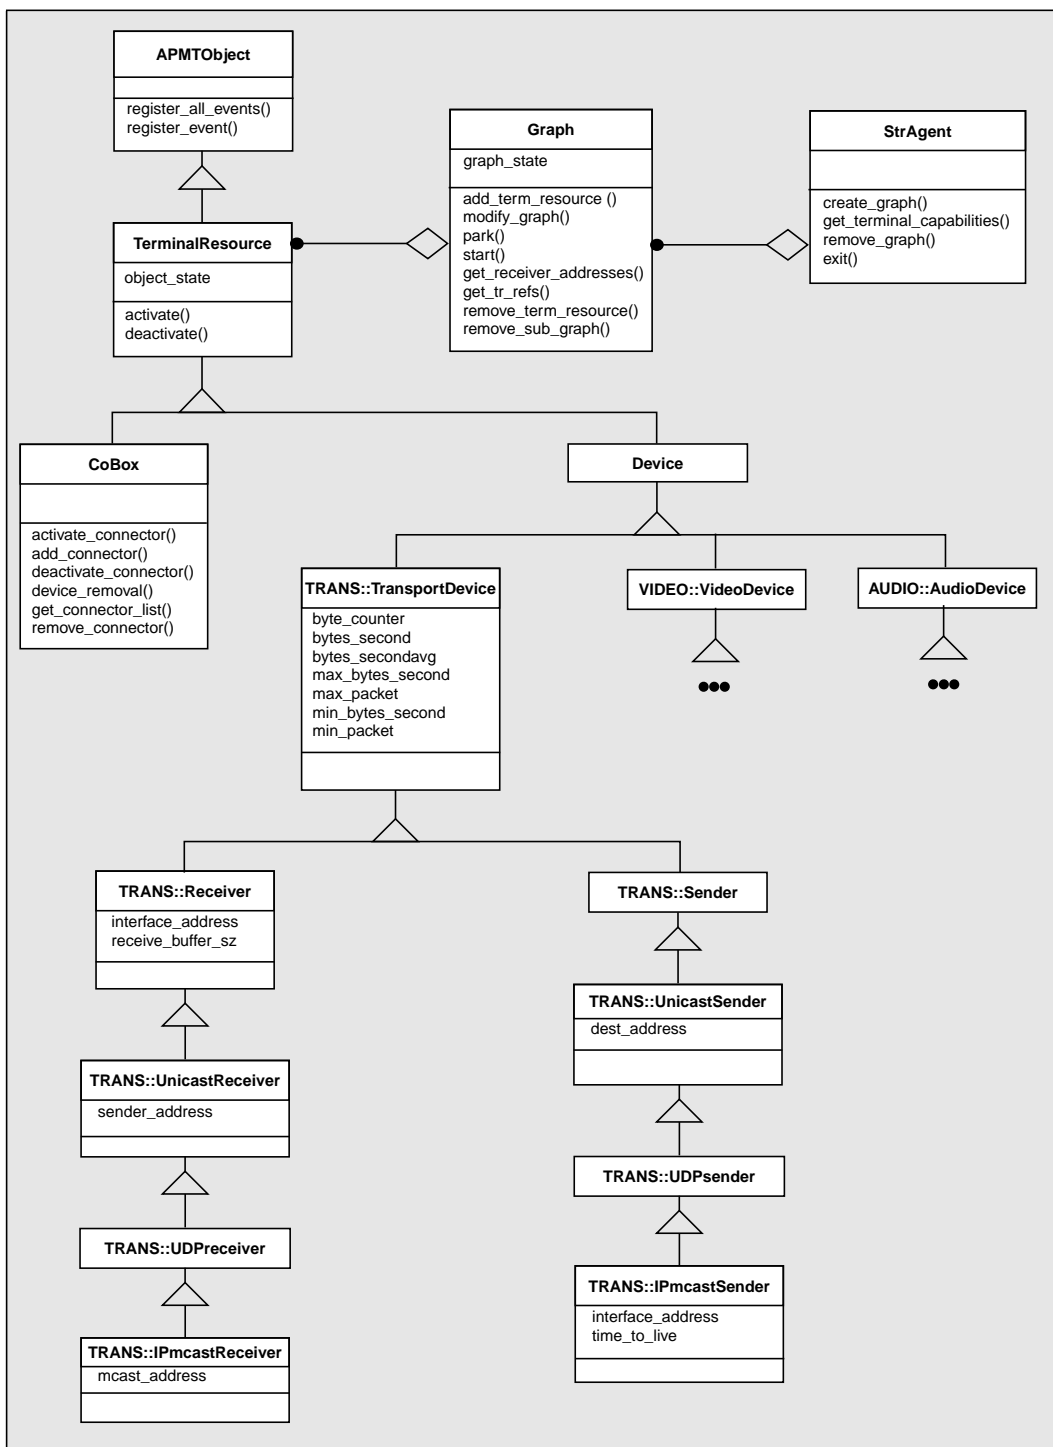 APMTObject
register_all_events()
register_event()
Graph
graph_state
add_term_resource ()
modify_graph()
park()
start()
get_receiver_addresses()
get_tr_refs()
remove_term_resource()
remove_sub_graph()
StrAgent
create_graph()
get_terminal_capabilities()
remove_graph()
exit()
TerminalResource
object_state
activate()
deactivate()
CoBox
activate_connector()
add_connector()
deactivate_connector()
device_removal()
get_connector_list()
remove_connector()
Device
TRANS::TransportDevice
byte_counter
bytes_second
bytes_secondavg
max_bytes_second
max_packet
min_bytes_second
min_packet
VIDEO::VideoDevice
AUDIO::AudioDevice
TRANS::Receiver
interface_address
receive_buffer_sz
TRANS::Sender
TRANS::UnicastSender
dest_address
TRANS::UnicastReceiver
sender_address
TRANS::UDPsender
TRANS::UDPreceiver
TRANS::IPmcastSender
interface_address
time_to_live
TRANS::IPmcastReceiver
mcast_address